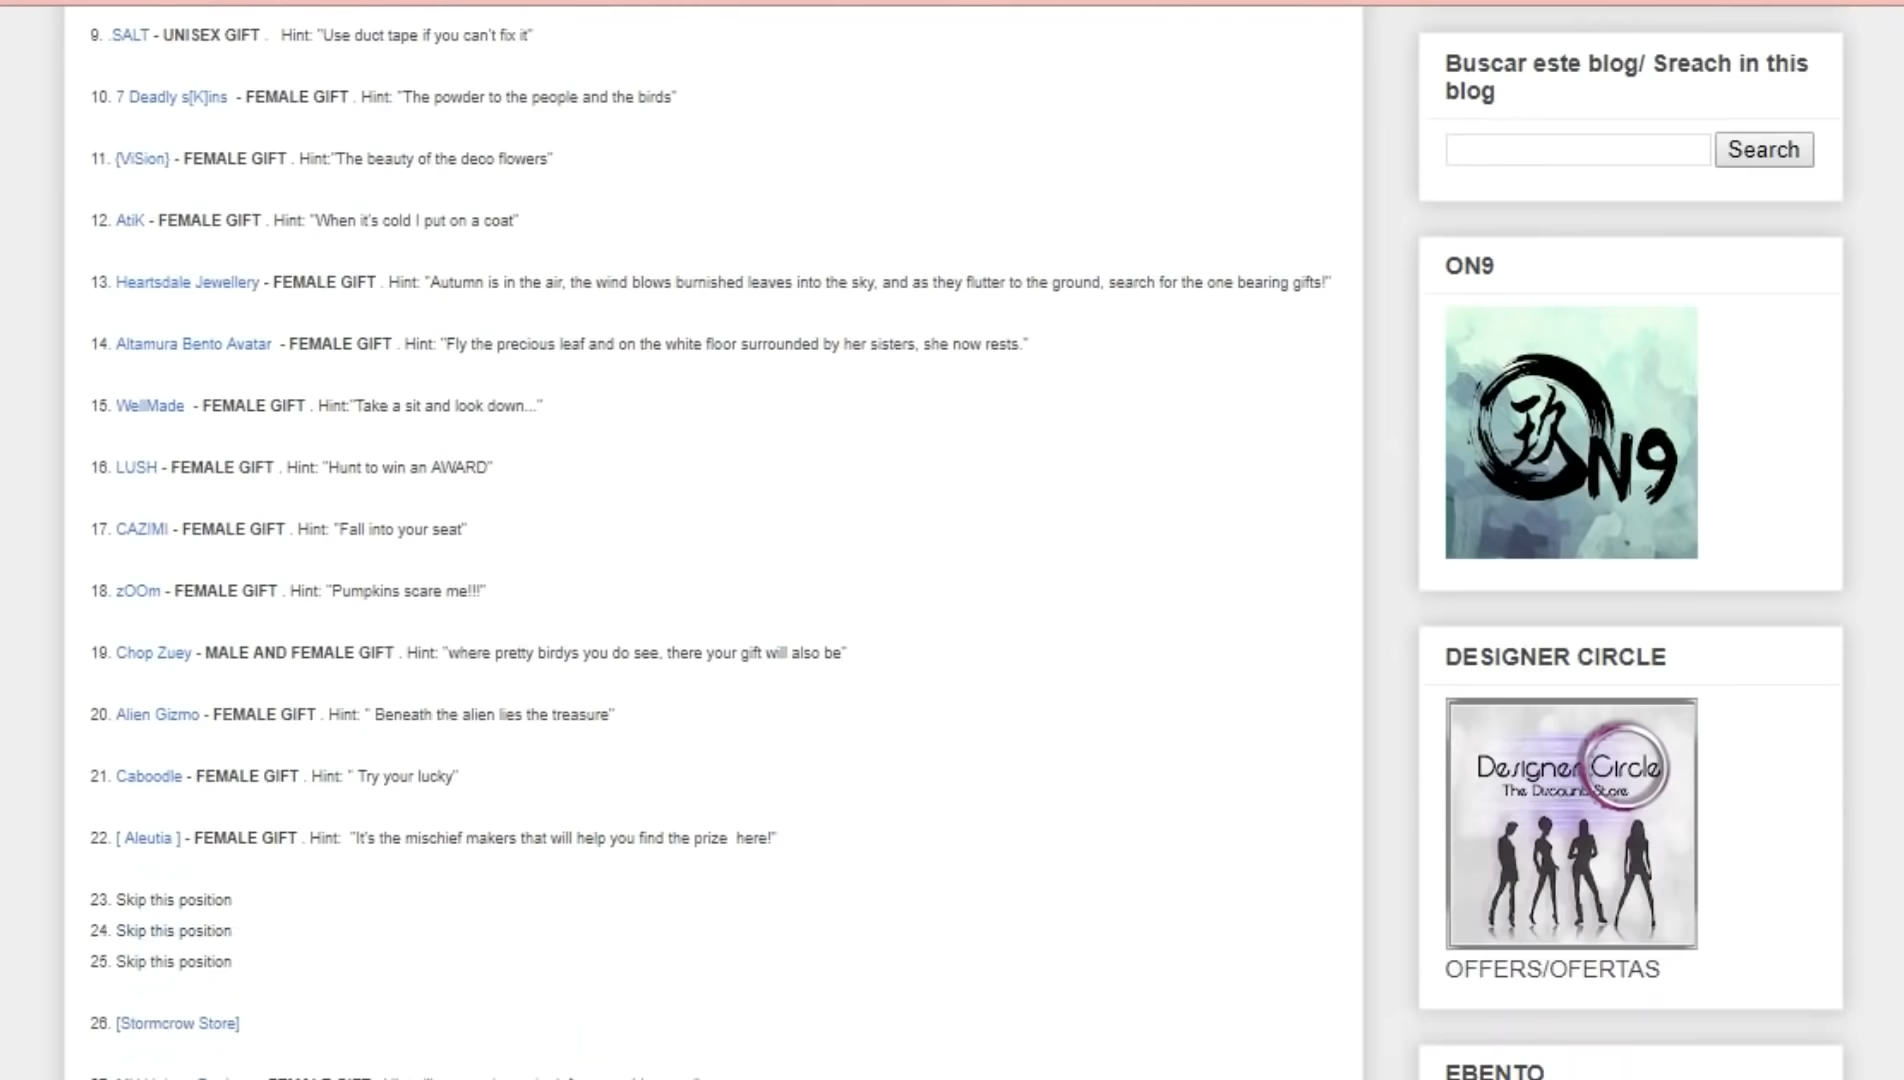 9. .SALT - UNISEX GIFT . Hint: "Use duct tape if you can't fix it"
10. 7 Deadly s[K]ins - FEMALE GIFT . Hint: "The powder to the people and the birds"
11. {ViSion} - FEMALE GIFT . Hint:"The beauty of the deco flowers"
12. AtiK - FEMALE GIFT . Hint: "When it's cold I put on a coat"
13. Heartsdale Jewellery - FEMALE GIFT . Hint: "Autumn is in the air, the wind blows burnished leaves into the sky, and as they flutter to the ground, search for the one bearing gifts!"
14. Altamura Bento Avatar - FEMALE GIFT . Hint: "Fly the precious leaf and on the white floor surrounded by her sisters, she now rests."
15. WellMade - FEMALE GIFT . Hint:"Take a sit and look down..."
16. LUSH - FEMALE GIFT . Hint: "Hunt to win an AWARD"
17. CAZIMI - FEMALE GIFT . Hint: "Fall into your seat"
18. zOOm - FEMALE GIFT . Hint: "Pumpkins scare me!!!"
19. Chop Zuey - MALE AND FEMALE GIFT . Hint: "where pretty birdys you do see, there your gift will also be"
20. Alien Gizmo - FEMALE GIFT . Hint: " Beneath the alien lies the treasure"
21. Caboodle - FEMALE GIFT . Hint: " Try your lucky"
22. [ Aleutia ] - FEMALE GIFT . Hint: "It's the mischief makers that will help you find the prize here!"
23. Skip this position
24. Skip this position
25. Skip this position
26. [Stormcrow Store]
Buscar este blog/ Sreach in this
blog
Search
ON9
玖
ON9
DESIGNER CIRCLE
Designer Circle
The Discount Store
OFFERS/OFERTAS
EBENTO